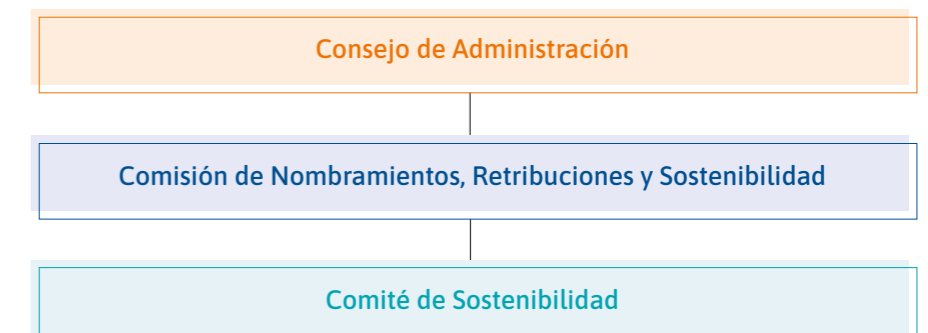 Consejo de Administración
Comisión de Nombramientos, Retribuciones y Sostenibilidad
Comité de Sostenibilidad